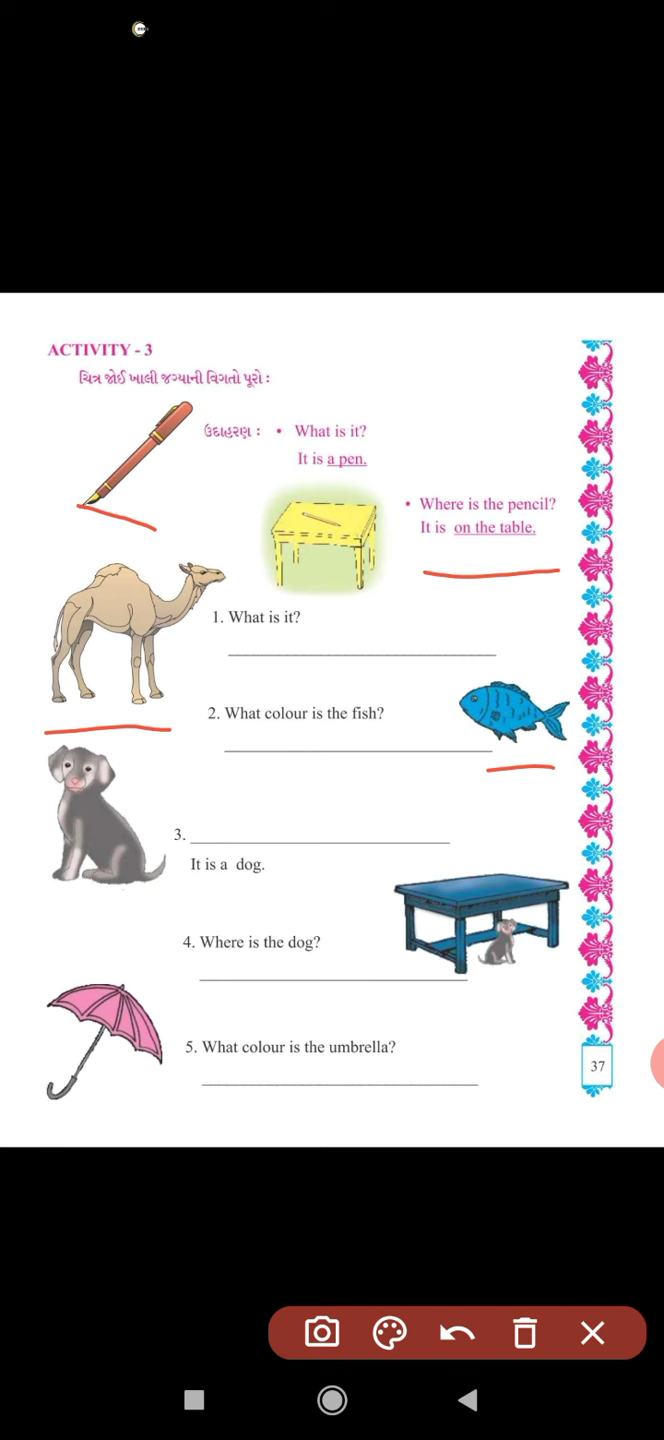 ACTIVITY - 3
ચિત્ર જોઈ ખાલી જગ્યાની વિગતો પૂરો :
ઉદાહરણ : • What is it?
It is a pen.
• Where is the pencil?
It is on the table.
1. What is it?
2. What colour is the fish?
3.
It is a dog.
4. Where is the dog?
5. What colour is the umbrella?
37